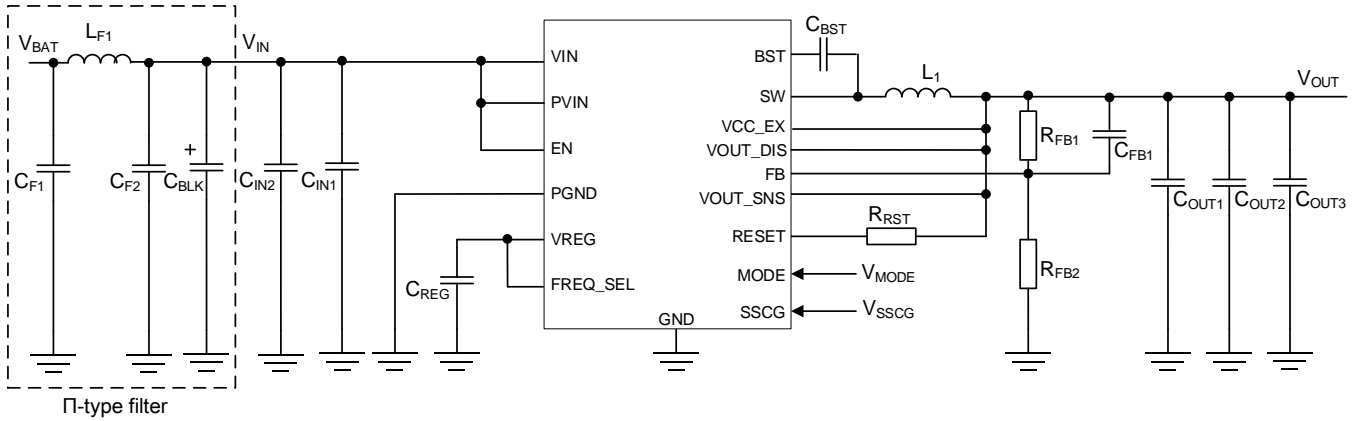 V_BAT
L_F1
V_IN
C_F1
C_F2
+
C_BLK
C_IN2
C_IN1
Π-type filter
VIN
PVIN
EN
PGND
VREG
FREQ_SEL
C_REG
GND
BST
SW
VCC_EX
VOUT_DIS
FB
VOUT_SNS
RESET
MODE
SSCG
C_BST
L_1
R_RST
V_MODE
V_SSCG
R_FB1
C_FB1
R_FB2
V_OUT
C_OUT1
C_OUT2
C_OUT3